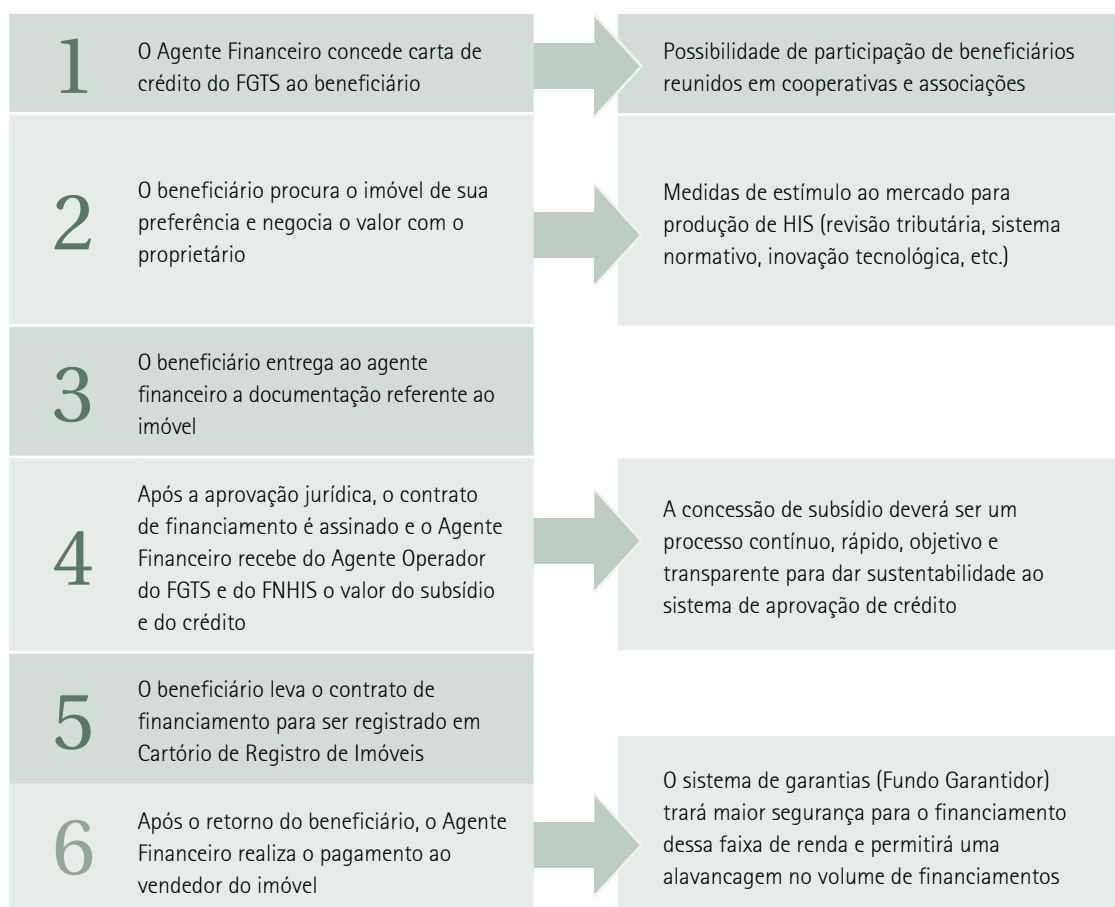 1
O Agente Financeiro concede carta de
crédito do FGTS ao beneficiário
Possibilidade de participação de beneficiários
reunidos em cooperativas e associações
2
O beneficiário procura o imóvel de sua
preferência e negocia o valor com o
proprietário
Medidas de estímulo ao mercado para
produção de HIS (revisão tributária, sistema
normativo, inovação tecnológica, etc.)
3
O beneficiário entrega ao agente
financeiro a documentação referente ao
imóvel
4
Após a aprovação jurídica, o contrato
de financiamento é assinado e o Agente
Financeiro recebe do Agente Operador
do FGTS e do FNHIS o valor do subsídio
e do crédito
A concessão de subsídio deverá ser um
processo contínuo, rápido, objetivo e
transparente para dar sustentabilidade ao
sistema de aprovação de crédito
5
O beneficiário leva o contrato de
financiamento para ser registrado em
Cartório de Registro de Imóveis
6
Após o retorno do beneficiário, o Agente
Financeiro realiza o pagamento ao
vendedor do imóvel
O sistema de garantias (Fundo Garantidor)
trará maior segurança para o financiamento
dessa faixa de renda e permitirá uma
alavancagem no volume de financiamentos